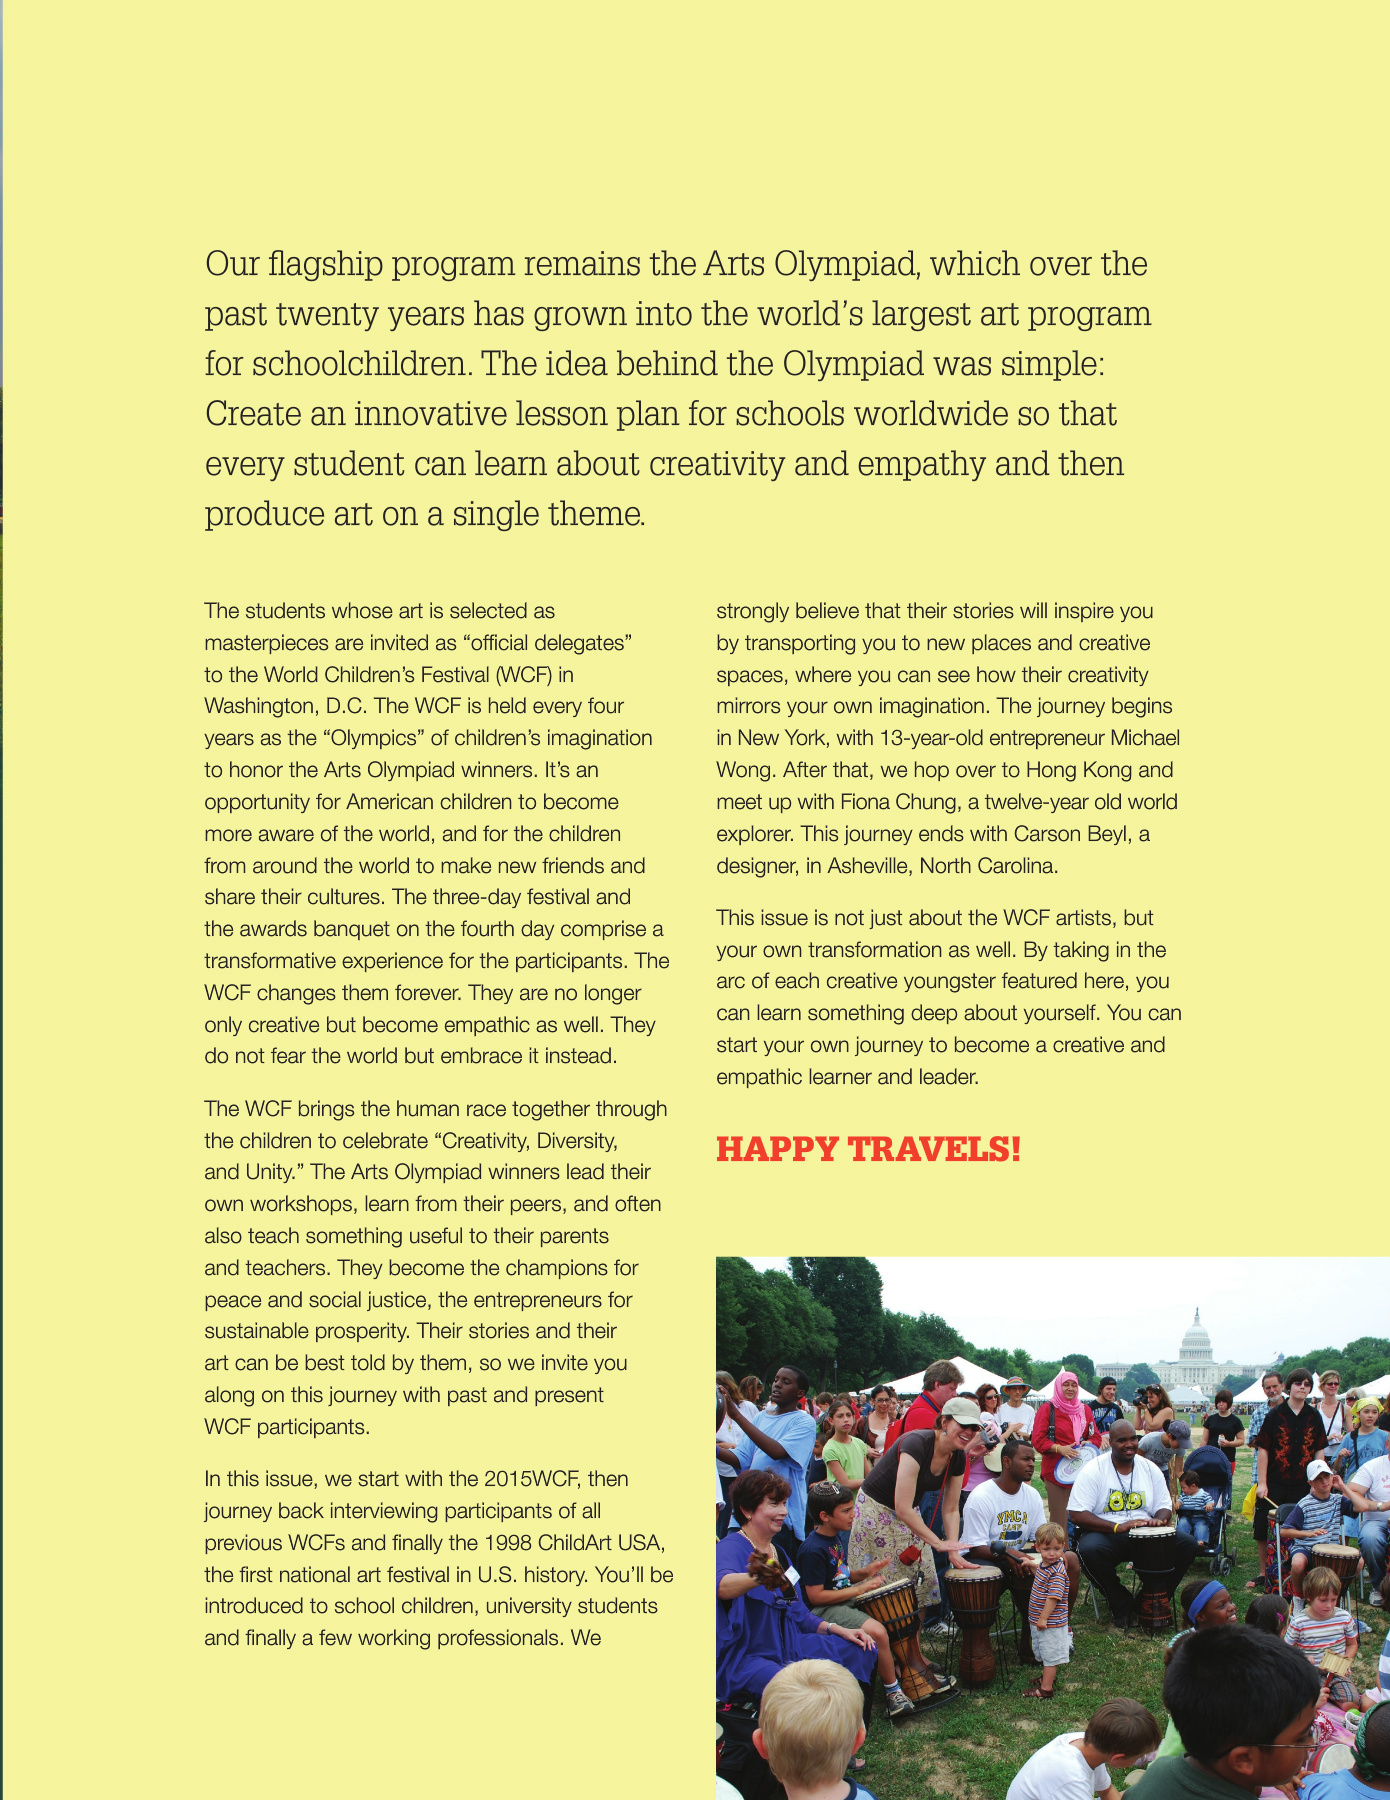 Our flagship program remains the Arts Olympiad, which over the
past twenty years has grown into the world’s largest art program
for schoolchildren. The idea behind the Olympiad was simple:
Create an innovative lesson plan for schools worldwide so that
every student can learn about creativity and empathy and then
produce art on a single theme.
The students whose art is selected as
masterpieces are invited as “official delegates”
to the World Children’s Festival (WCF) in
Washington, D.C. The WCF is held every four
years as the “Olympics” of children’s imagination
to honor the Arts Olympiad winners. It’s an
opportunity for American children to become
more aware of the world, and for the children
from around the world to make new friends and
share their cultures. The three-day festival and
the awards banquet on the fourth day comprise a
transformative experience for the participants. The
WCF changes them forever. They are no longer
only creative but become empathic as well. They
do not fear the world but embrace it instead.
The WCF brings the human race together through
the children to celebrate “Creativity, Diversity,
and Unity.” The Arts Olympiad winners lead their
own workshops, learn from their peers, and often
also teach something useful to their parents
and teachers. They become the champions for
peace and social justice, the entrepreneurs for
sustainable prosperity. Their stories and their
art can be best told by them, so we invite you
along on this journey with past and present
WCF participants.
In this issue, we start with the 2015WCF, then
journey back interviewing participants of all
previous WCFs and finally the 1998 ChildArt USA,
the first national art festival in U.S. history. You’ll be
introduced to school children, university students
and finally a few working professionals. We
strongly believe that their stories will inspire you
by transporting you to new places and creative
spaces, where you can see how their creativity
mirrors your own imagination. The journey begins
in New York, with 13-year-old entrepreneur Michael
Wong. After that, we hop over to Hong Kong and
meet up with Fiona Chung, a twelve-year old world
explorer. This journey ends with Carson Beyl, a
designer, in Asheville, North Carolina.
This issue is not just about the WCF artists, but
your own transformation as well. By taking in the
arc of each creative youngster featured here, you
can learn something deep about yourself. You can
start your own journey to become a creative and
empathic learner and leader.
HAPPY TRAVELS!
YMCA
CAMP